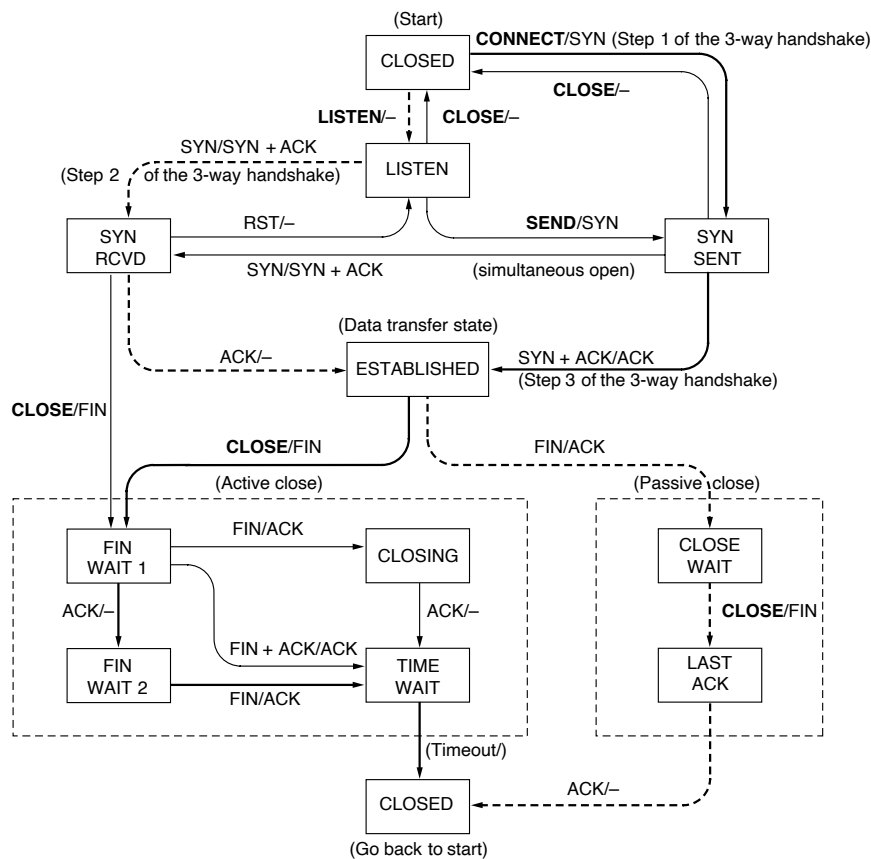 (Start)
CONNECT/SYN (Step 1 of the 3-way handshake)
CLOSED
CLOSE/–
LISTEN/–
CLOSE/–
SYN/SYN + ACK
(Step 2 of the 3-way handshake)
LISTEN
RST/–
SEND/SYN
SYN
RCVD
SYN
SENT
SYN/SYN + ACK
(simultaneous open)
(Data transfer state)
ACK/–
ESTABLISHED
SYN + ACK/ACK
(Step 3 of the 3-way handshake)
CLOSE/FIN
CLOSE/FIN
FIN/ACK
(Active close)
(Passive close)
FIN/ACK
FIN
WAIT 1
CLOSING
CLOSE
WAIT
ACK/–
ACK/–
CLOSE/FIN
FIN + ACK/ACK
FIN
WAIT 2
TIME
WAIT
LAST
ACK
FIN/ACK
(Timeout/)
ACK/–
CLOSED
(Go back to start)